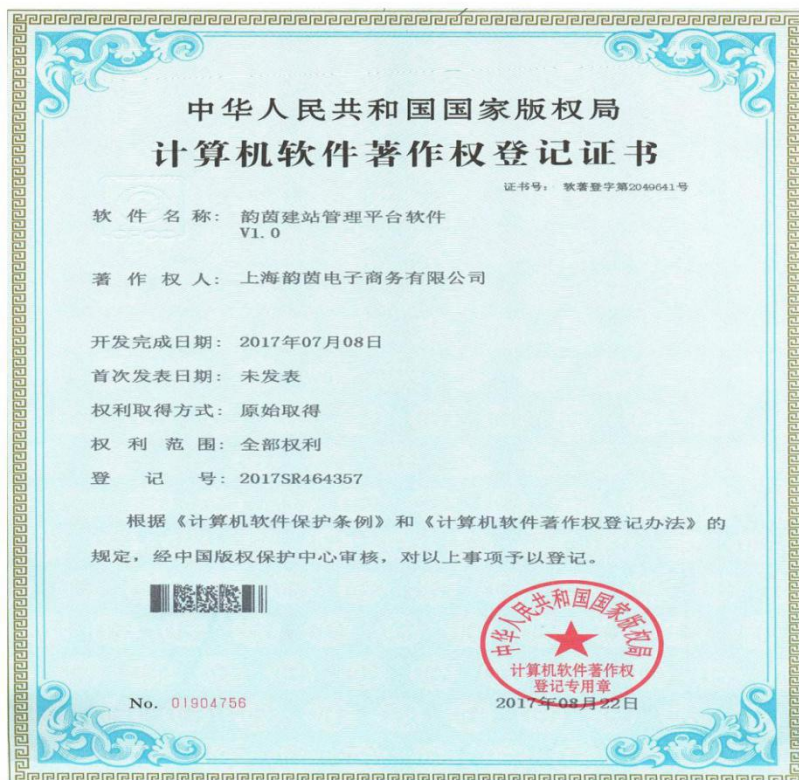 中华人民共和国国家版权局
计算机软件著作权登记证书
证书号： 软著登字第2049641号
软件名称： 韵茵建站管理平台软件
V1.0
著作权人： 上海韵茵电子商务有限公司
开发完成日期： 2017年07月08日
首次发表日期： 未发表
权利取得方式： 原始取得
权利范围： 全部权利
登记号： 2017SR464357
根据《计算机软件保护条例》和《计算机软件著作权登记办法》的
规定，经中国版权保护中心审核，对以上事项予以登记。
中华人民共和国国家版权局
计算机软件著作权
登记专用章
No. 01904756
2017年08月22日